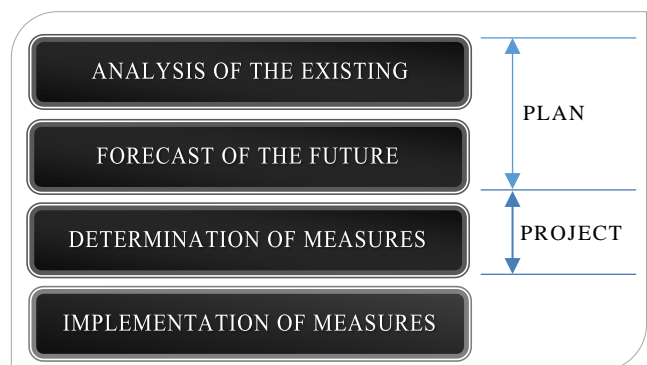 ANALYSIS OF THE EXISTING
PLAN
FORECAST OF THE FUTURE
DETERMINATION OF MEASURES
PROJECT
IMPLEMENTATION OF MEASURES